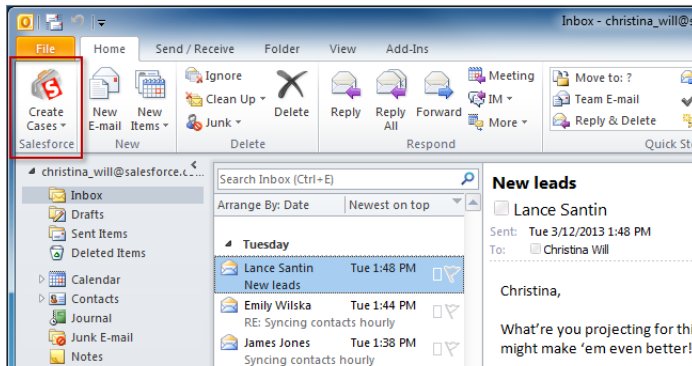 Inbox - christina_will@s
File Home Send / Receive Folder View Add-Ins
Create Cases
Salesforce
New E-mail
New Items
New
Ignore
Clean Up
Junk
Delete
Delete
Reply
Reply All
Forward
Meeting
IM
More
Respond
Move to: ?
Team E-mail
Reply & Delete
Quick St
christina_will@salesforce.c...
Inbox
Drafts
Sent Items
Deleted Items
Calendar
Contacts
Journal
Junk E-mail
Notes
Search Inbox (Ctrl+E)
Arrange By: Date Newest on top
Tuesday
Lance Santin Tue 1:48 PM
New leads
Emily Wilska Tue 1:44 PM
RE: Syncing contacts hourly
James Jones Tue 1:38 PM
Syncing contacts hourly
New leads
Lance Santin
Sent: Tue 3/12/2013 1:48 PM
To: Christina Will
Christina,
What're you projecting for thi
might make 'em even better!